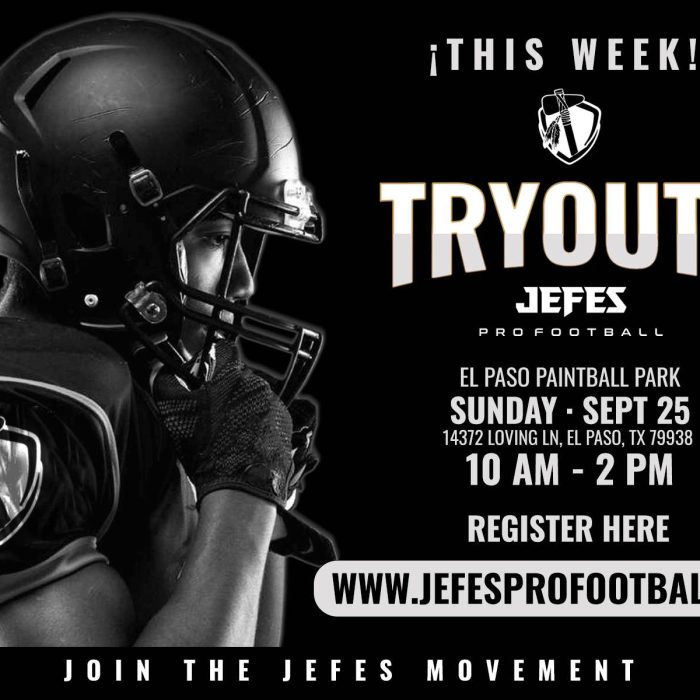 ¡THIS WEEK!
TRYOUT
JEFES
PRO FOOTBALL
EL PASO PAINTBALL PARK
SUNDAY · SEPT 25
14372 LOVING LN, EL PASO, TX 79938
10 AM - 2 PM
REGISTER HERE
WWW.JEFESPROFOOTBAL
JOIN THE JEFES MOVEMENT